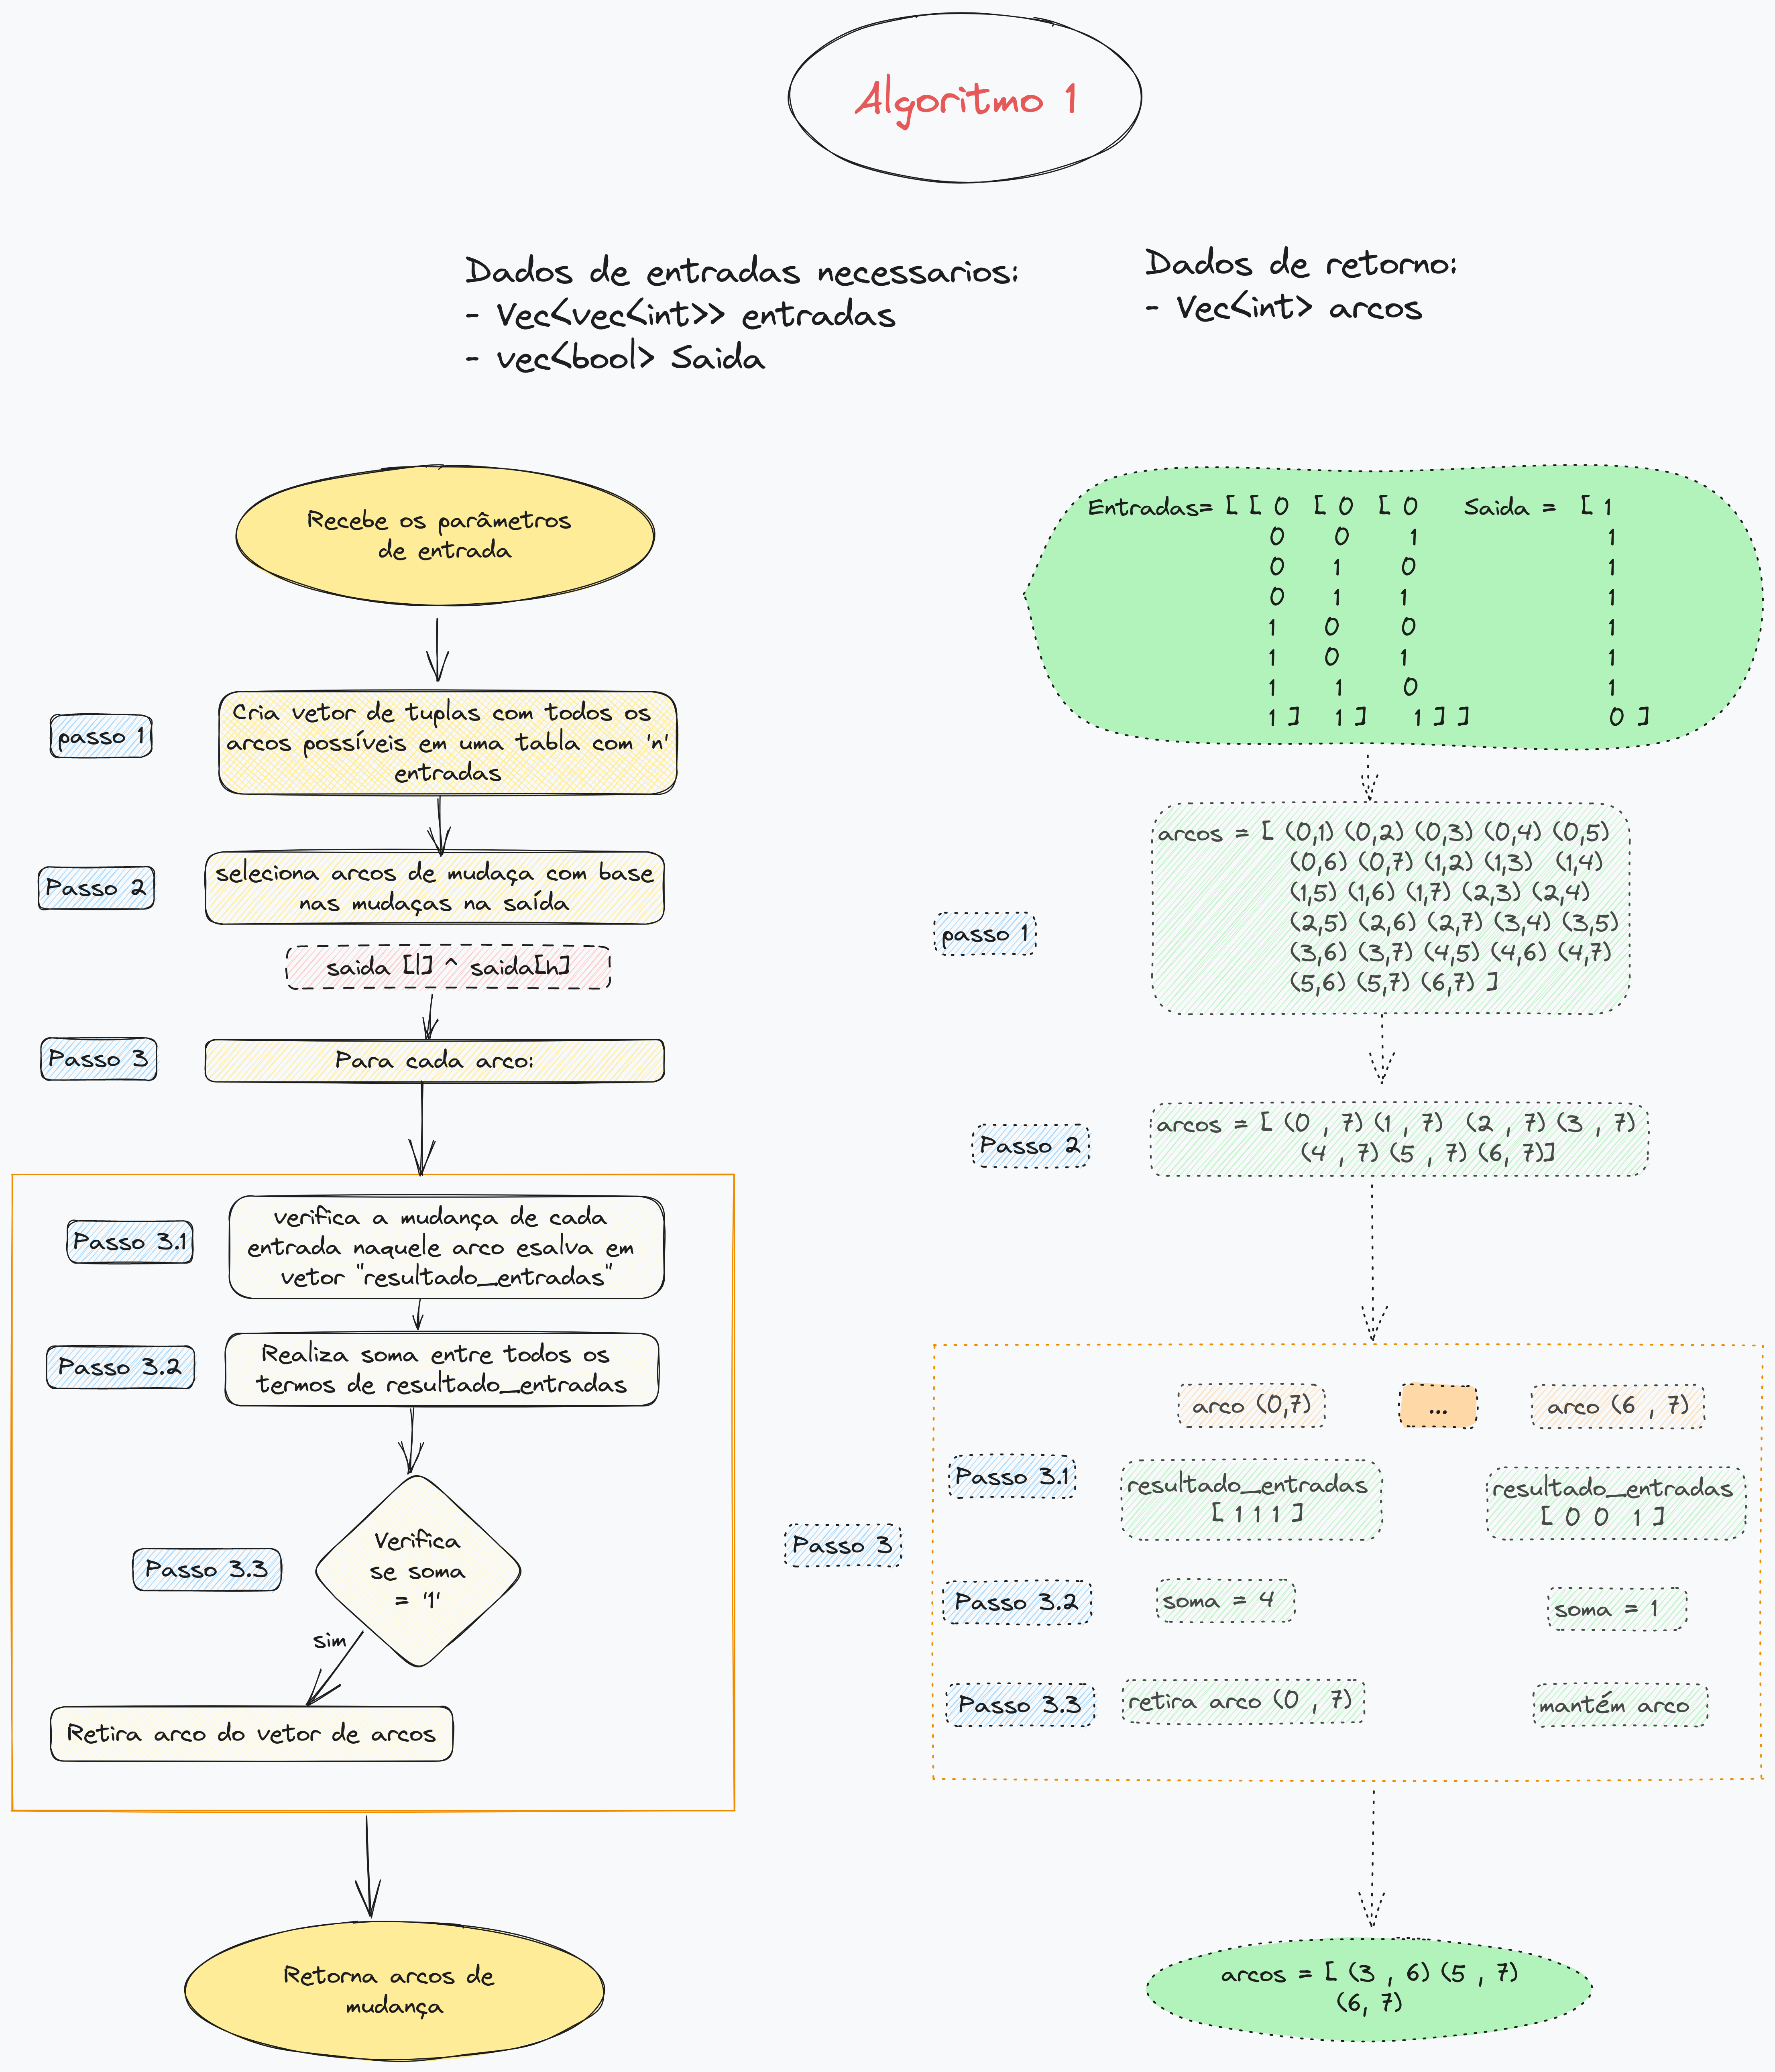 Algoritmo 1
Dados de entradas necessarios:
- Vec<vec<int>> entradas
- vec<bool> Saida
Dados de retorno:
- Vec<int> arcos
Recebe os parâmetros
de entrada
passo 1
Cria vetor de tuplas com todos os
arcos possíveis em uma tabla com 'n'
entradas
Passo 2
seleciona arcos de mudaça com base
nas mudaças na saída
saida [l] ^ saida[h]
Passo 3
Para cada arco:
Passo 3.1
verifica a mudança de cada
entrada naquele arco esalva em
vetor "resultado_entradas"
Passo 3.2
Realiza soma entre todos os
termos de resultado_entradas
Passo 3.3
Verifica
se soma
= '1'
sim
Retira arco do vetor de arcos
Retorna arcos de
mudança
Entradas= [ [ 0 [ 0 [ 0 Saida = [ 1
0 0 1 1
0 1 0 1
0 1 1 1
1 0 0 1
1 0 1 1
1 1 0 1
1 ] 1 ] 1 ] ] 0 ]
passo 1
arcos = [ (0,1) (0,2) (0,3) (0,4) (0,5)
(0,6) (0,7) (1,2) (1,3) (1,4)
(1,5) (1,6) (1,7) (2,3) (2,4)
(2,5) (2,6) (2,7) (3,4) (3,5)
(3,6) (3,7) (4,5) (4,6) (4,7)
(5,6) (5,7) (6,7) ]
Passo 2
arcos = [ (0 , 7) (1 , 7) (2 , 7) (3 , 7)
(4 , 7) (5 , 7) (6, 7)]
Passo 3
arco (0,7)
...
arco (6 , 7)
Passo 3.1
resultado_entradas
[ 1 1 1 ]
resultado_entradas
[ 0 0 1 ]
Passo 3.2
soma = 4
soma = 1
Passo 3.3
retira arco (0 , 7)
mantém arco
arcos = [ (3 , 6) (5 , 7)
(6, 7)